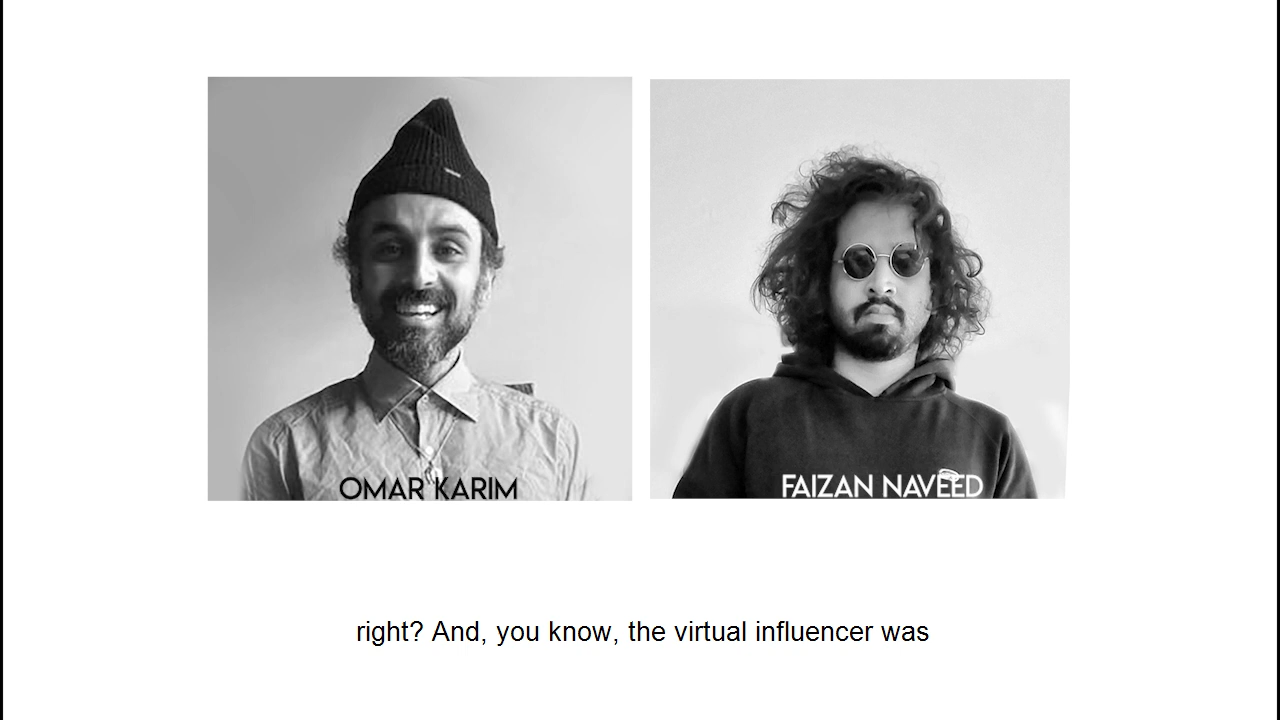 OMAR KARIM
FAIZAN NAVEED
right? And, you know, the virtual influencer was